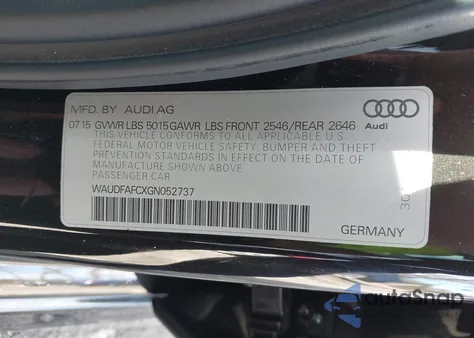 MFD. BY AUDI AG
07.15 GVWR LBS 5015 GAWR LBS FRONT 2546/REAR 2646
THIS VEHICLE CONFORMS TO ALL APPLICABLE U.S.
FEDERAL MOTOR VEHICLE SAFETY, BUMPER AND THEFT
PREVENTION STANDARDS IN EFFECT ON THE DATE OF
MANUFACTURE SHOWN ABOVE
PASSENGER CAR
WAUDFAFCXGN052737
Audi
GERMANY
autoSnap